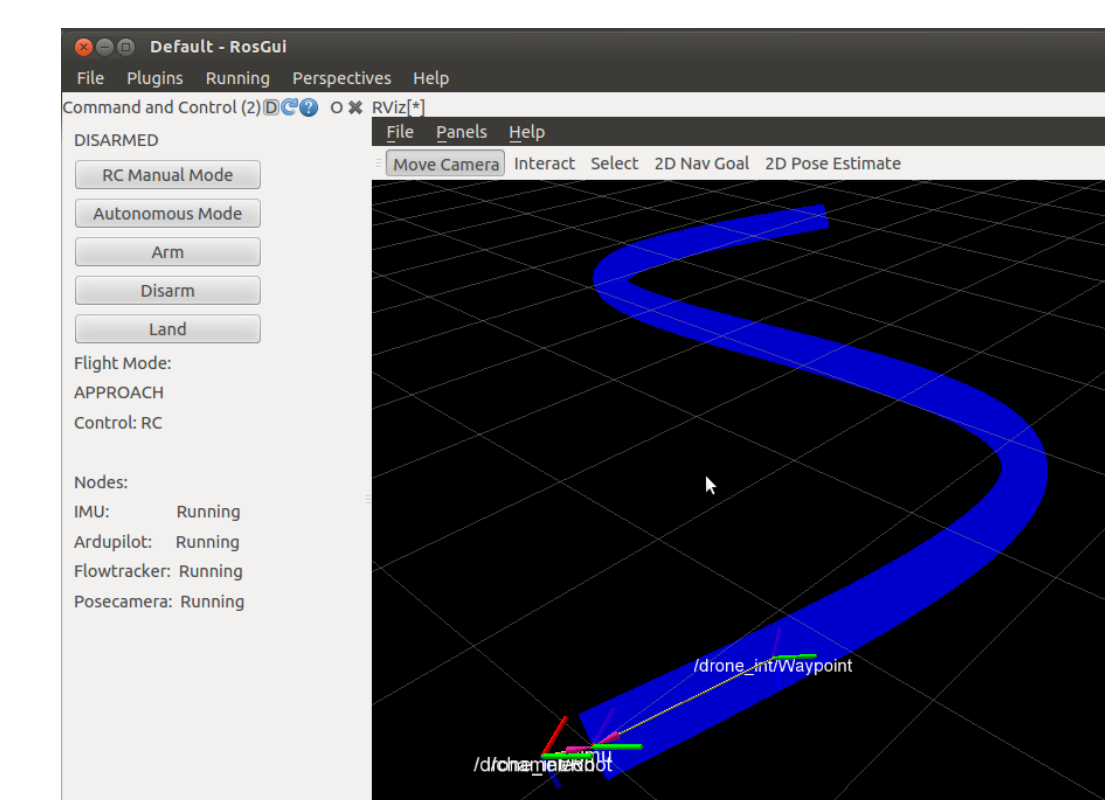 Default - RosGui
File Plugins Running Perspectives Help
Command and Control (2) D ? O ✖ RViz[*]
DISARMED
File Panels Help
RC Manual Mode
Move Camera Interact Select 2D Nav Goal 2D Pose Estimate
Autonomous Mode
Arm
Disarm
Land
Flight Mode:
APPROACH
Control: RC
Nodes:
IMU: Running
Ardupilot: Running
Flowtracker: Running
Posecamera: Running
/drone_int/Waypoint